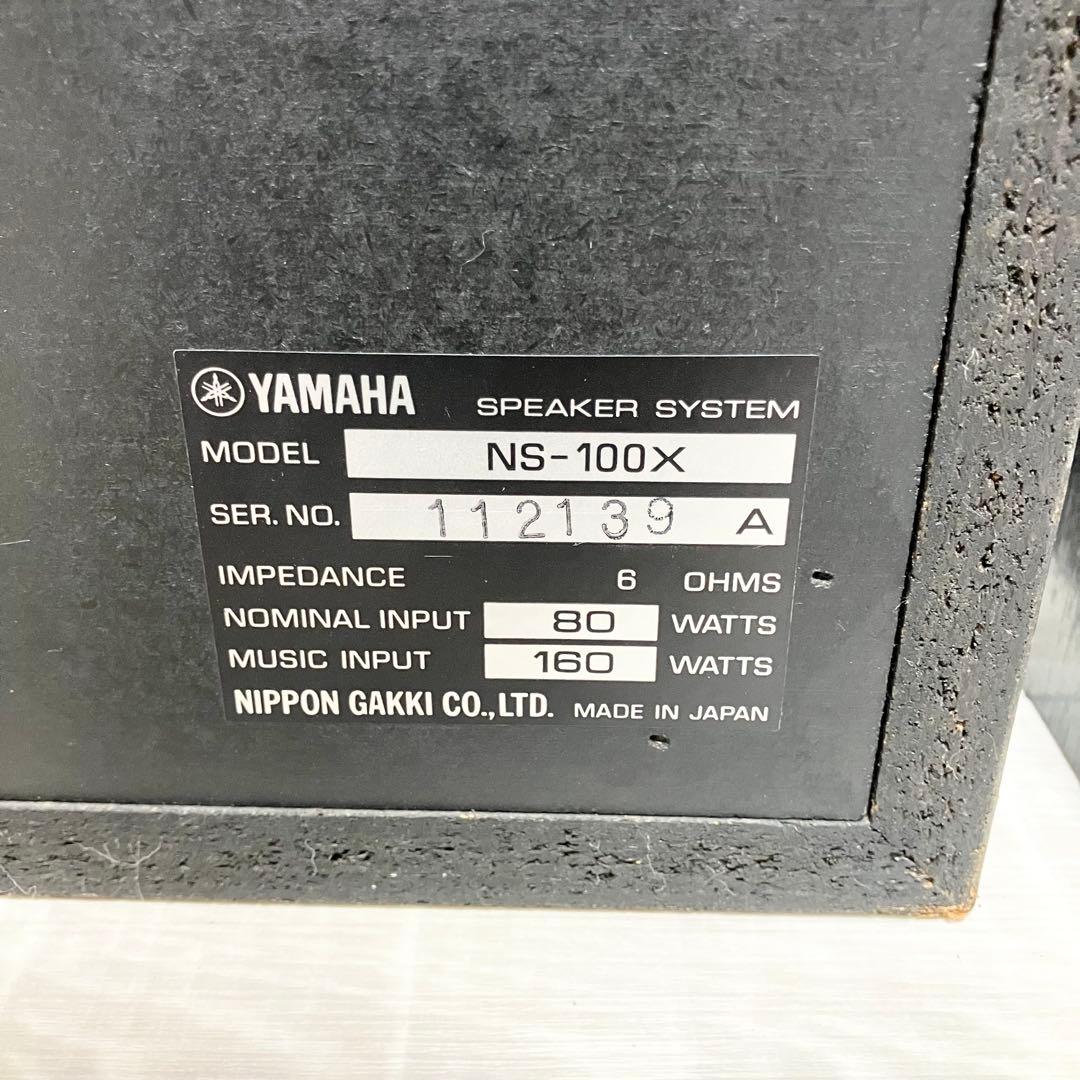 YAMAHA SPEAKER SYSTEM
MODEL NS-100X
SER. NO. 112139 A
IMPEDANCE 6 OHMS
NOMINAL INPUT 80 WATTS
MUSIC INPUT 160 WATTS
NIPPON GAKKI CO., LTD. MADE IN JAPAN